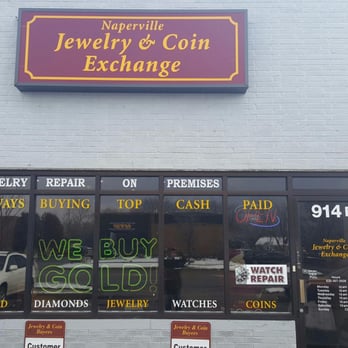 Naperville
Jewelry & Coin
Exchange
ELRY REPAIR ON PREMISES
AYS BUYING TOP CASH PAID
OPEN
914
WE BUY
GOLD!
Naperville
Jewelry & Co
Exchange
WATCH
REPAIR
D DIAMONDS JEWELRY WATCHES COINS
Jewelry & Coin
Buyers
Customer
Jewelry & Coin
Buyers
Customer